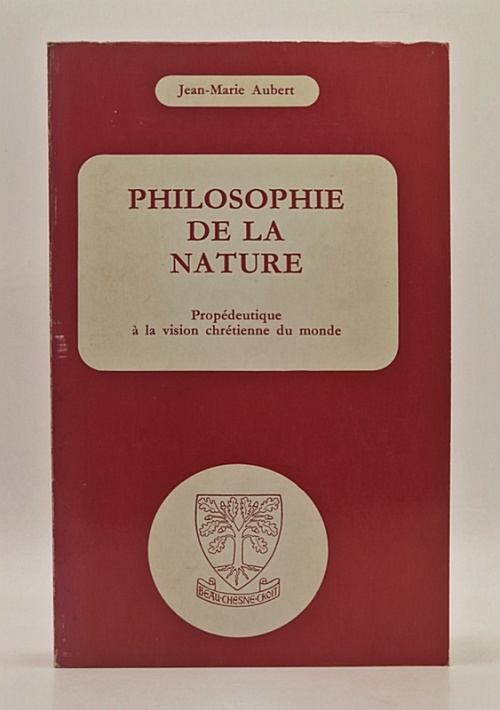 Jean-Marie Aubert
PHILOSOPHIE
DE LA
NATURE
Propédeutique
à la vision chrétienne du monde
BEAU·CHESNE·CROIT